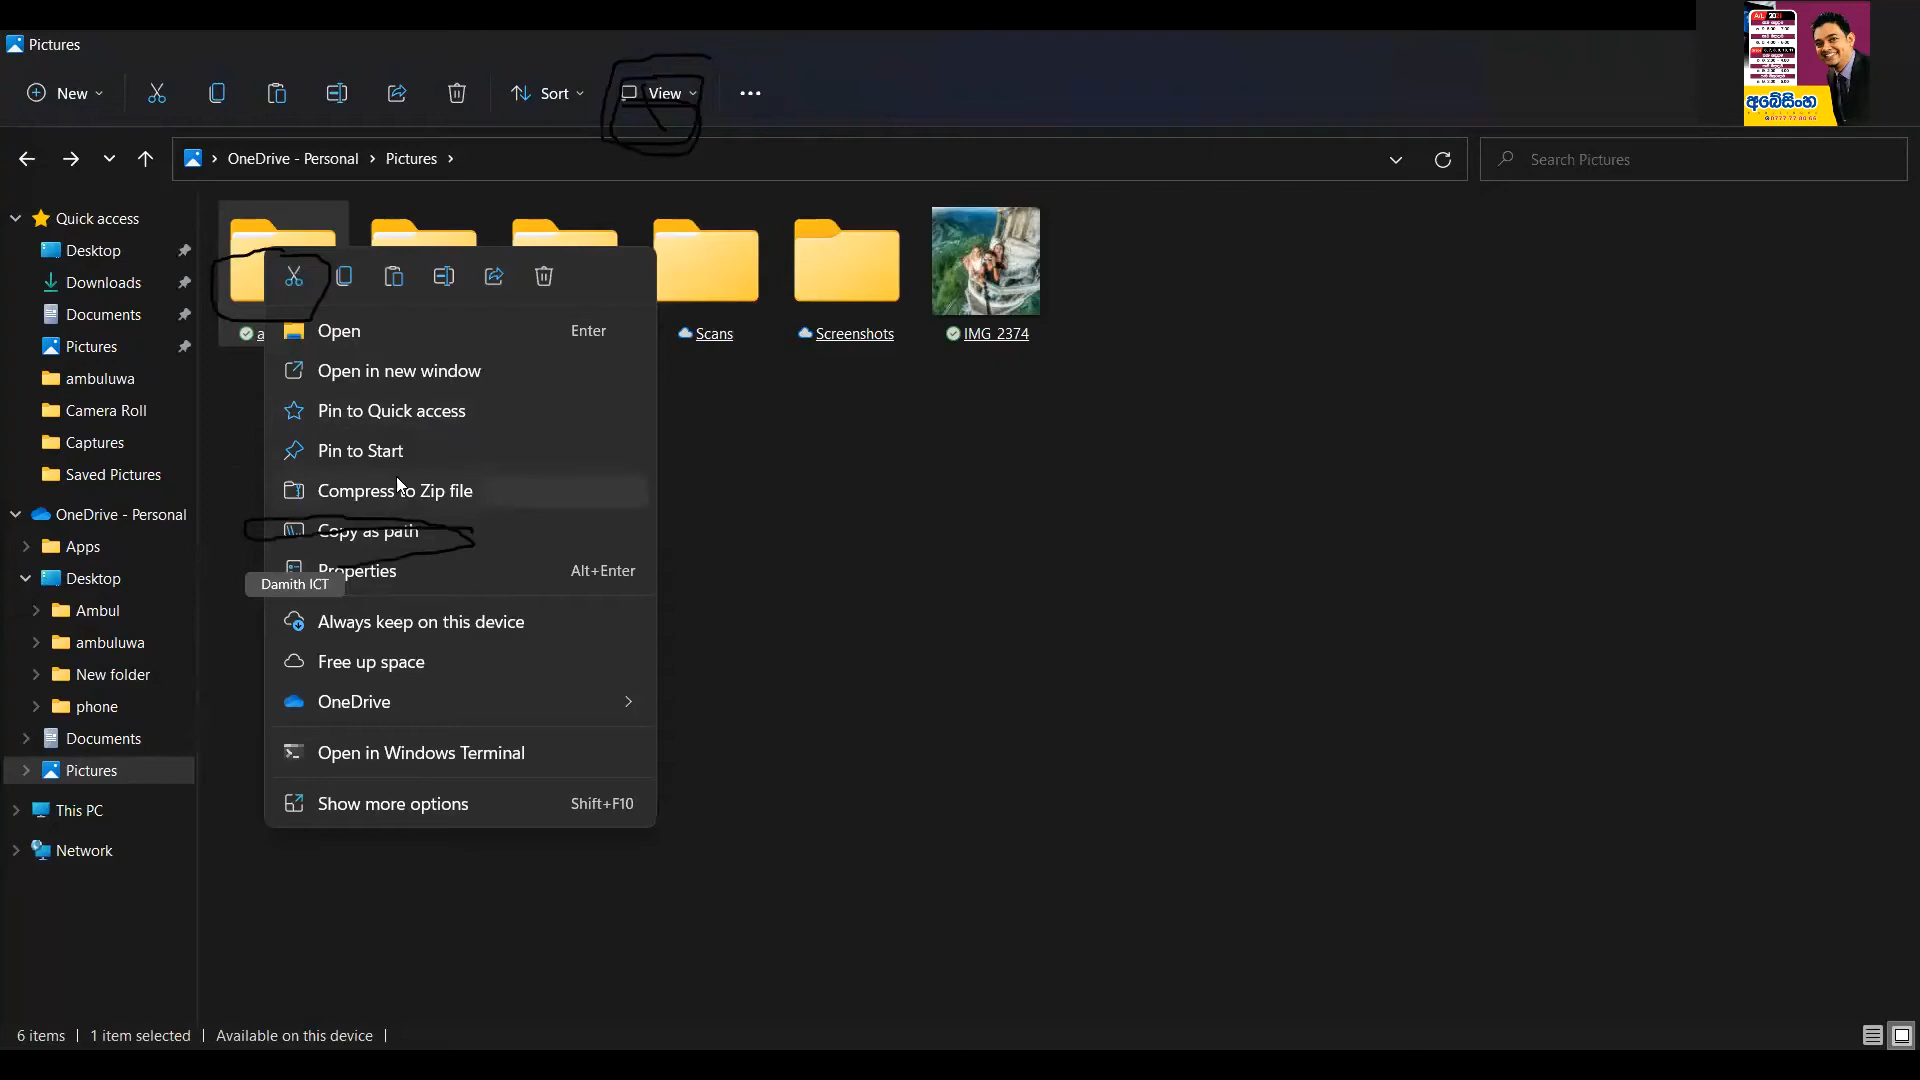 Pictures
New
Sort
View
OneDrive - Personal
Pictures
Search Pictures
Quick access
Desktop
Downloads
Documents
Pictures
ambuluwa
Camera Roll
Captures
Saved Pictures
OneDrive - Personal
Apps
Desktop
Ambul
ambuluwa
New folder
phone
Documents
Pictures
This PC
Network
a
Scans
Screenshots
IMG_2374
Open Enter
Open in new window
Pin to Quick access
Pin to Start
Compress to Zip file
Copy as path
Properties Alt+Enter
Damith ICT
Always keep on this device
Free up space
OneDrive
Open in Windows Terminal
Show more options Shift+F10
6 items
1 item selected
Available on this device
A/L
අබේසිංහ